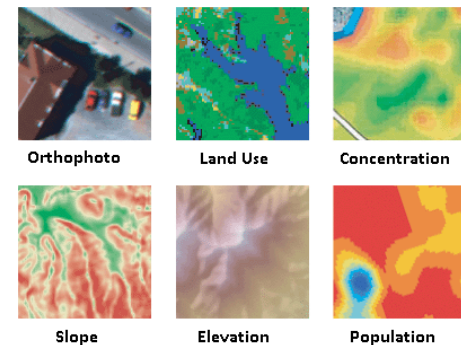 Orthophoto
Land Use
Concentration
Slope
Elevation
Population